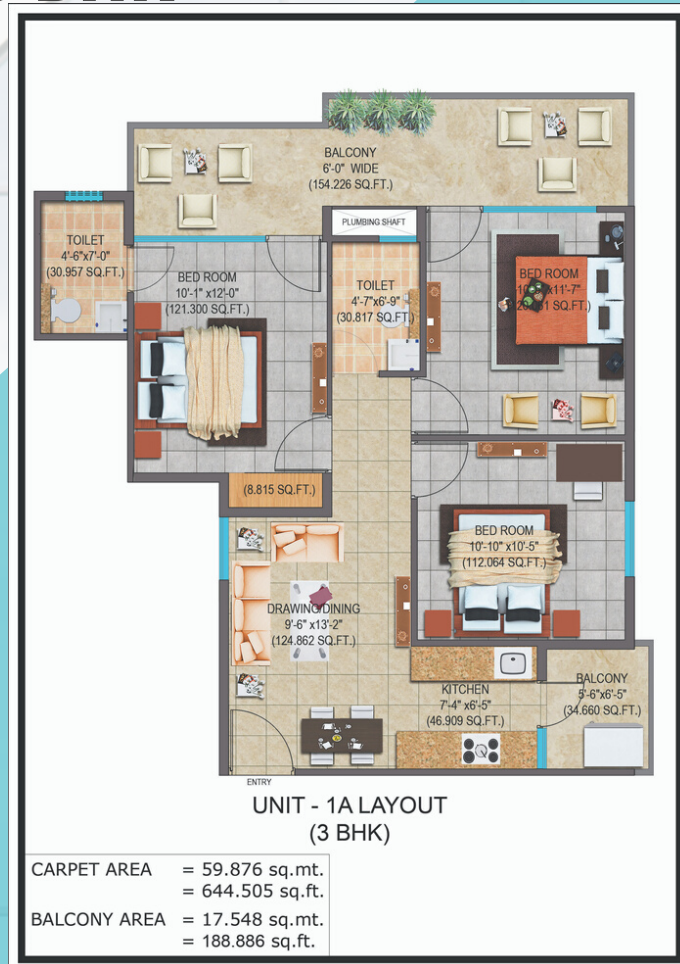 BALCONY
6'-0" WIDE
(154.226 SQ.FT.)
PLUMBING SHAFT
TOILET
4'-6"x7'-0"
(30.957 SQ.FT.)
BED ROOM
10'-1" x12'-0"
(121.300 SQ.FT.)
TOILET
4'-7"x6'-9"
(30.817 SQ.FT.)
BED ROOM
x11'-7"
SQ.FT.)
(8.815 SQ.FT.)
BED ROOM
10'-10" x10'-5"
(112.064 SQ.FT.)
DRAWING/DINING
9'-6" x13'-2"
(124.862 SQ.FT.)
KITCHEN
7'-4" x6'-5"
(46.909 SQ.FT.)
BALCONY
5'-6"x6'-5"
(34.660 SQ.FT.)
ENTRY
UNIT - 1A LAYOUT
(3 BHK)
CARPET AREA = 59.876 sq.mt.
= 644.505 sq.ft.
BALCONY AREA = 17.548 sq.mt.
= 188.886 sq.ft.